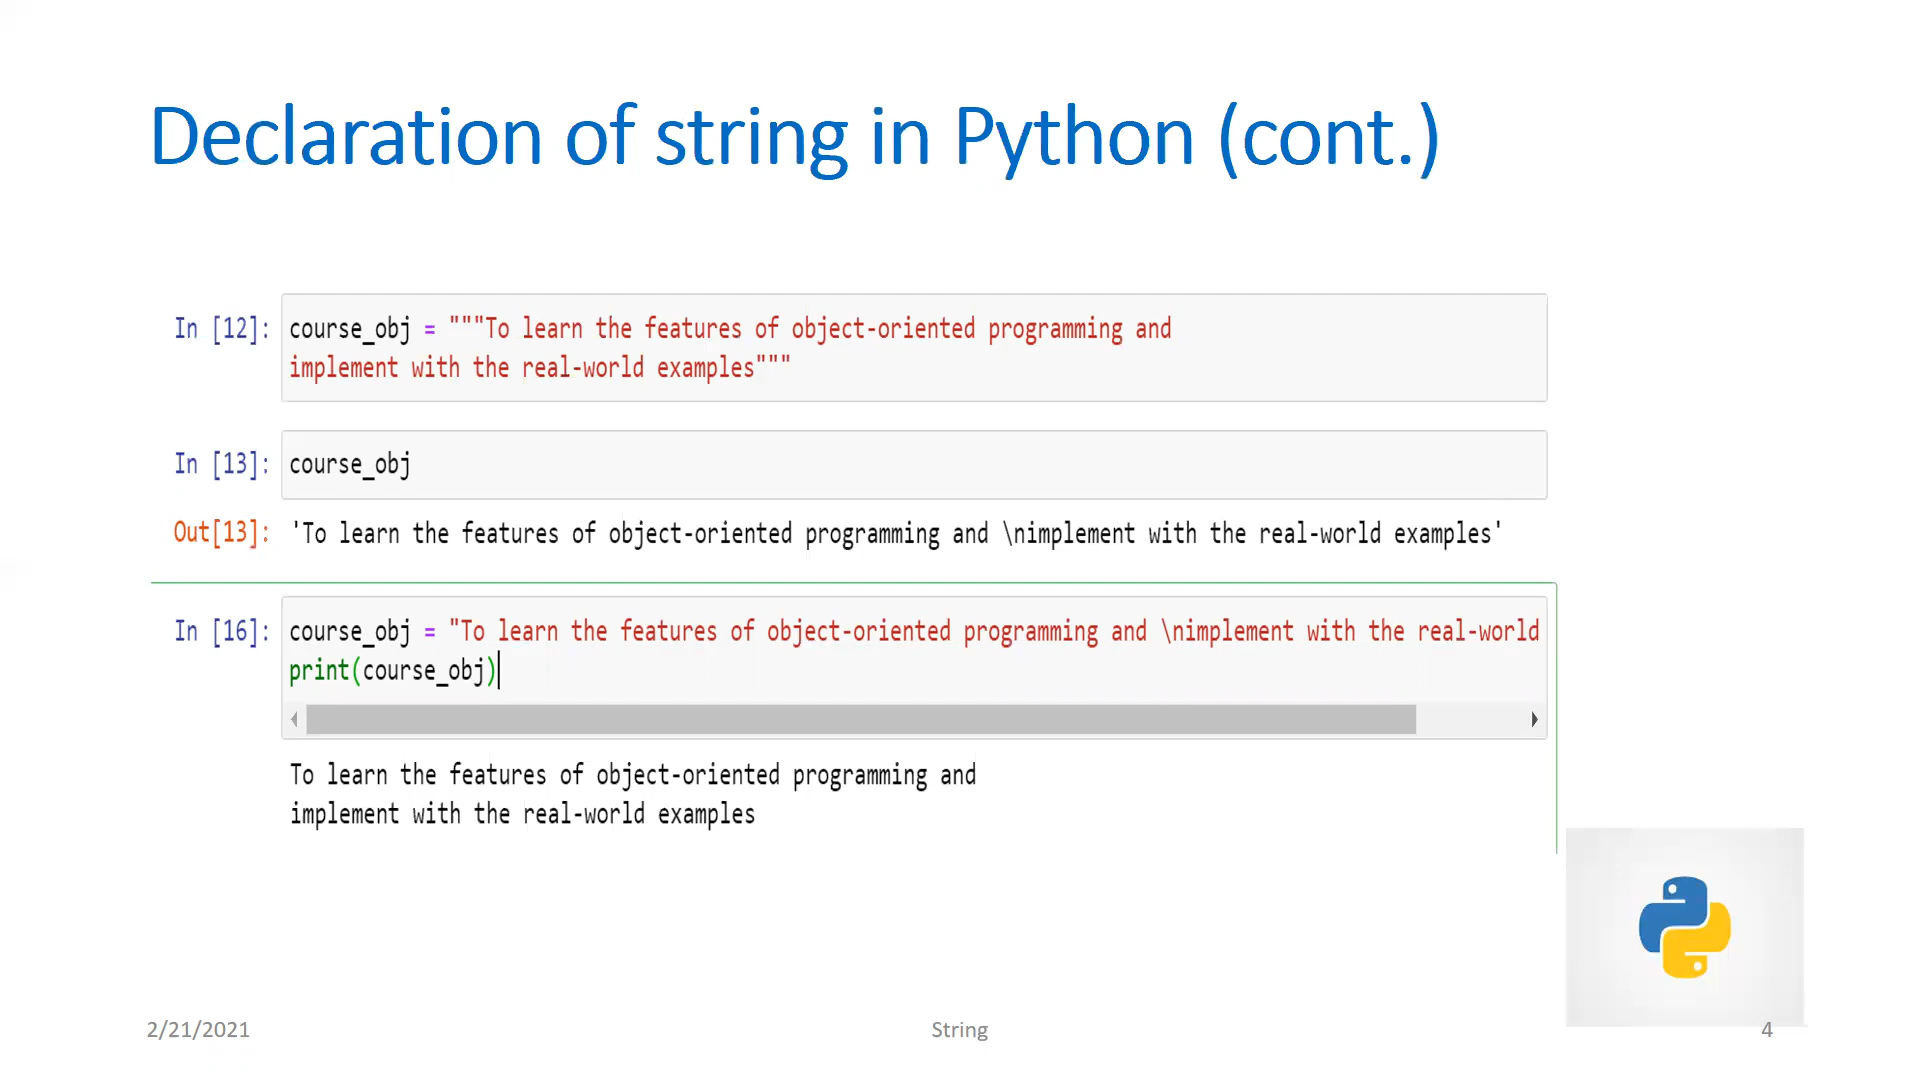 Declaration of string in Python (cont.)
In [12]: course_obj = """To learn the features of object-oriented programming and
implement with the real-world examples"""
In [13]: course_obj
Out[13]: 'To learn the features of object-oriented programming and \nimplement with the real-world examples'
In [16]: course_obj = "To learn the features of object-oriented programming and \nimplement with the real-world
print(course_obj)
To learn the features of object-oriented programming and
implement with the real-world examples
2/21/2021
String
4